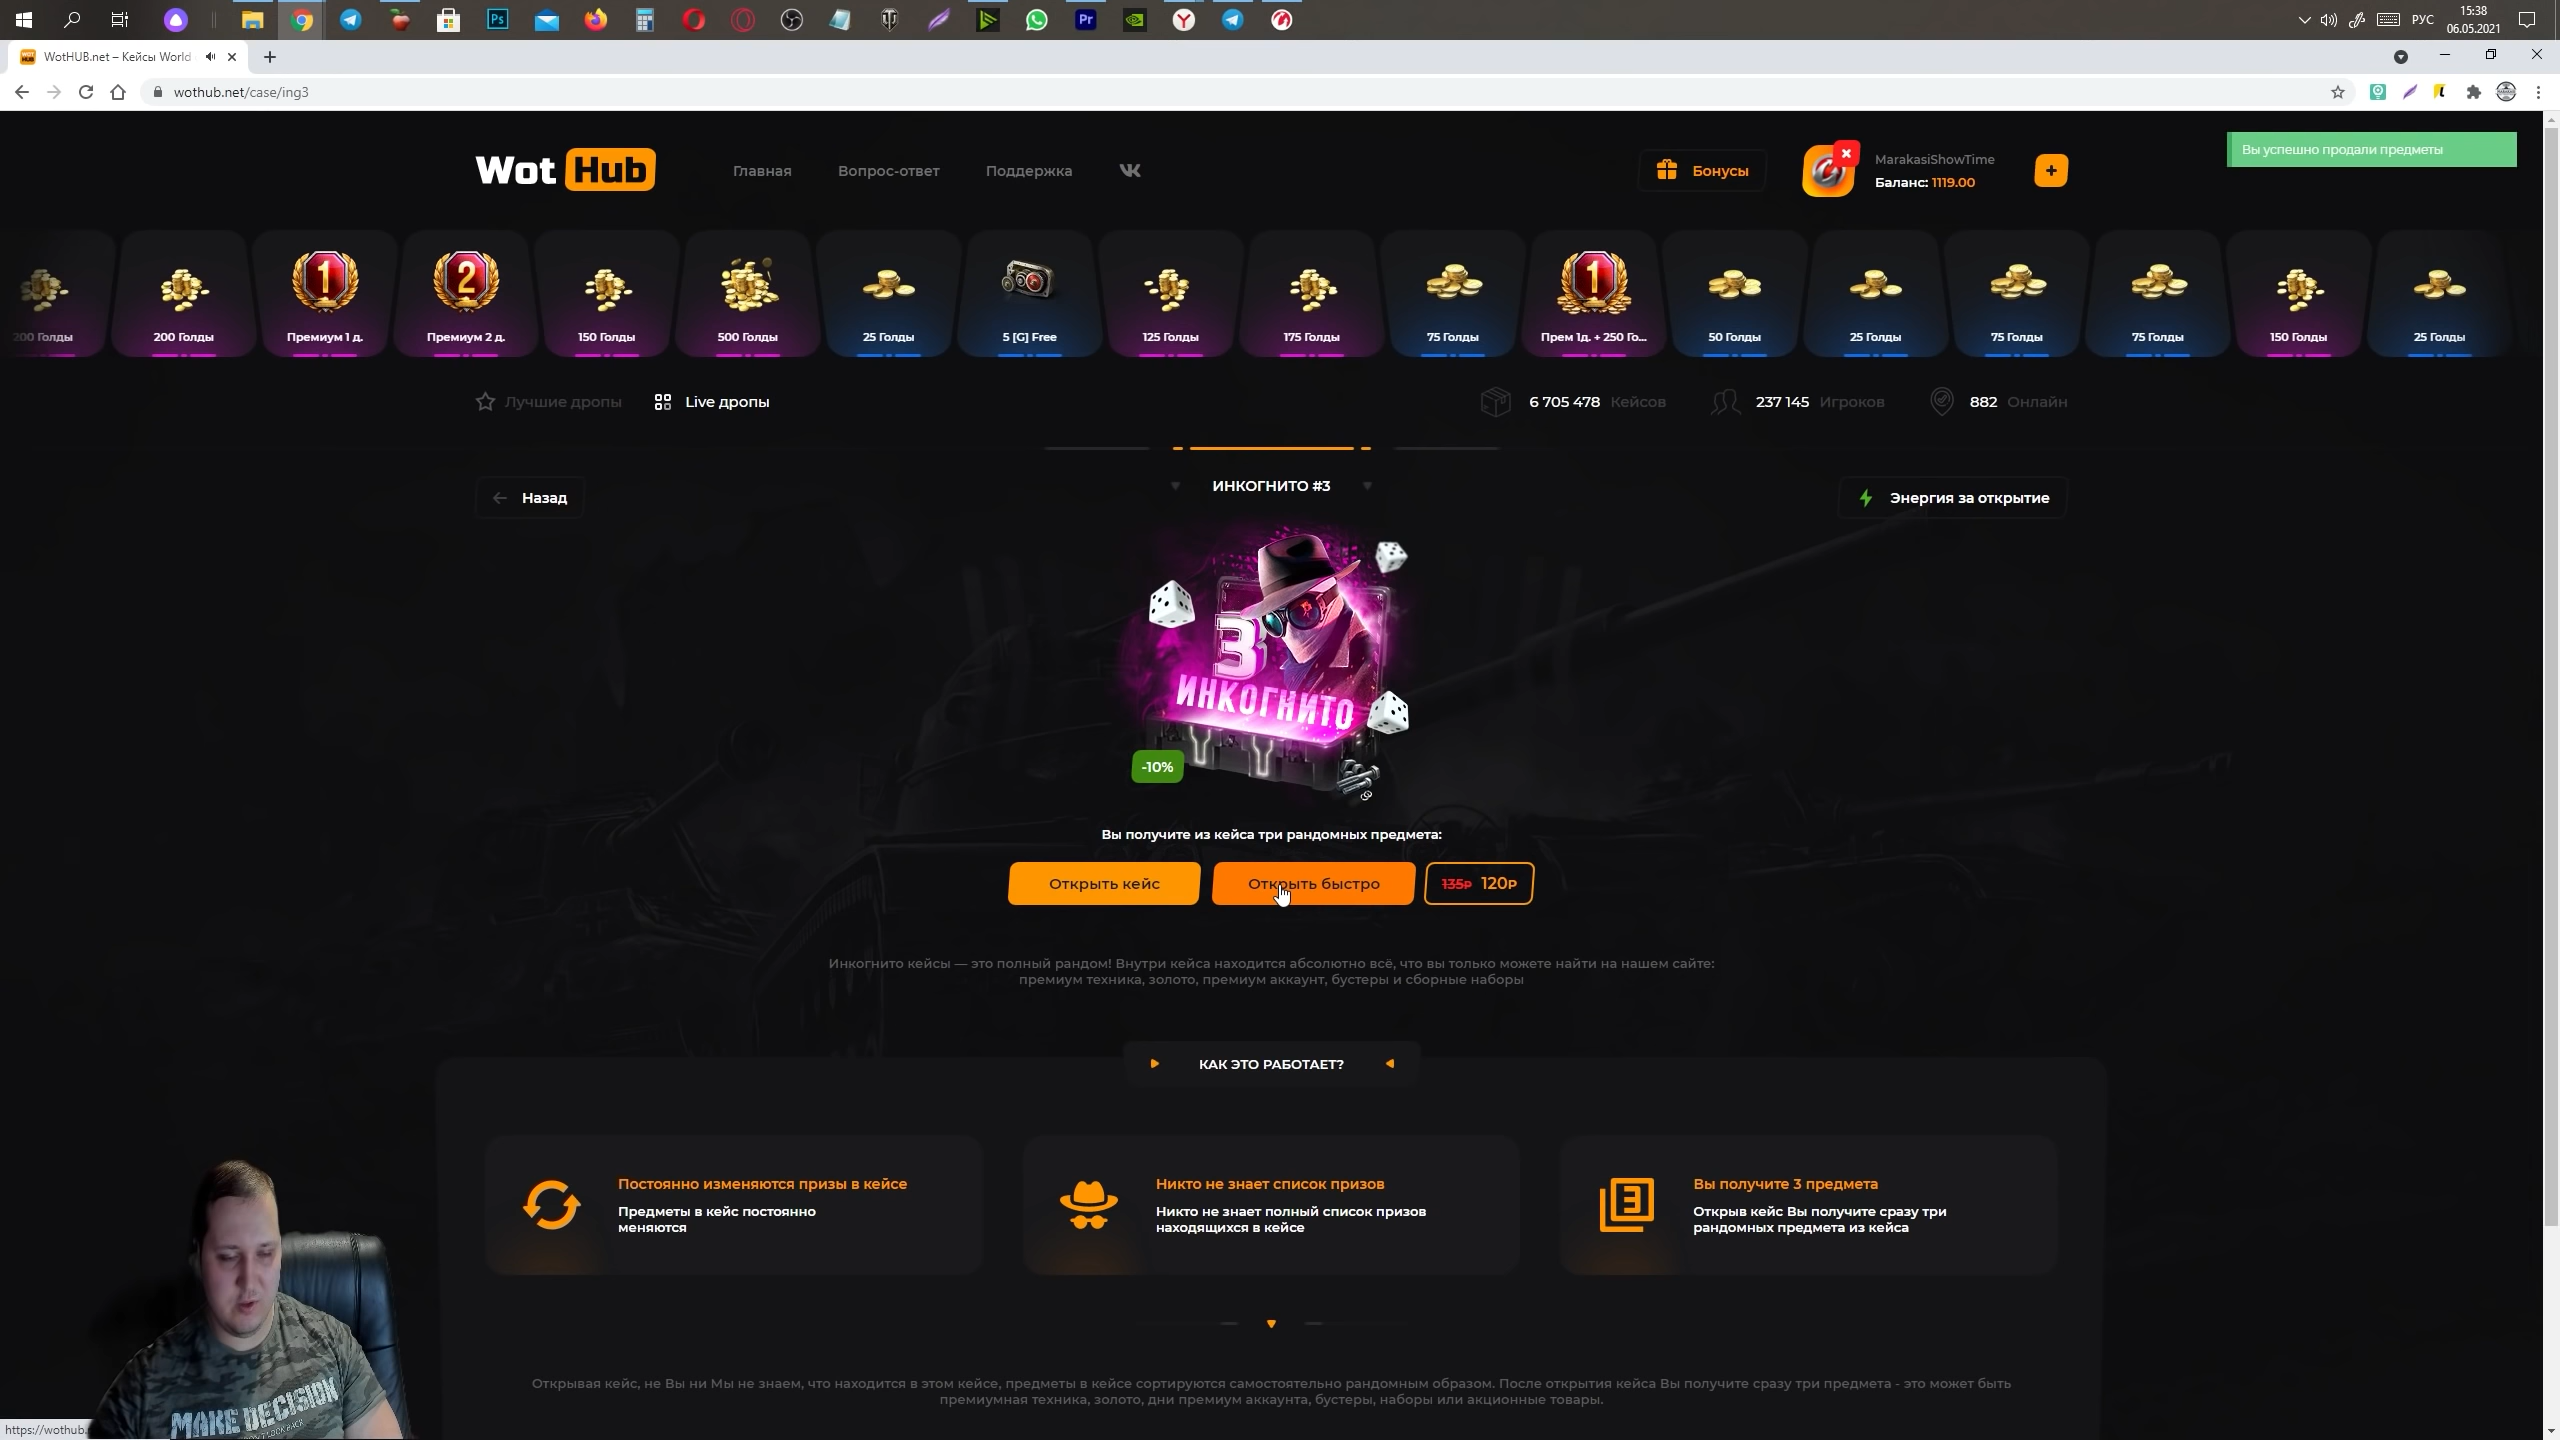 15:38
РУС
06.05.2021
WotHUB.net – Кейсы World
wothub.net/case/ing3
Wot Hub
Главная
Вопрос-ответ
Поддержка
Бонусы
MarakasiShowTime
Баланс: 1119.00
Вы успешно продали предметы
200 Голды
200 Голды
Премиум 1 д.
Премиум 2 д.
150 Голды
500 Голды
25 Голды
5 [G] Free
125 Голды
175 Голды
75 Голды
Прем 1д. + 250 Го...
50 Голды
25 Голды
75 Голды
75 Голды
150 Голды
25 Голды
Лучшие дропы
Live дропы
6 705 478 Кейсов
237 145 Игроков
882 Онлайн
Назад
ИНКОГНИТО #3
Энергия за открытие
3
ИНКОГНИТО
-10%
Вы получите из кейса три рандомных предмета:
Открыть кейс
Открыть быстро
135₽ 120₽
Инкогнито кейсы — это полный рандом! Внутри кейса находится абсолютно всё, что вы только можете найти на нашем сайте:
премиум техника, золото, премиум аккаунт, бустеры и сборные наборы
КАК ЭТО РАБОТАЕТ?
Постоянно изменяются призы в кейсе
Предметы в кейс постоянно
меняются
Никто не знает список призов
Никто не знает полный список призов
находящихся в кейсе
3
Вы получите 3 предмета
Открыв кейс Вы получите сразу три
рандомных предмета из кейса
Открывая кейс, не Вы ни Мы не знаем, что находится в этом кейсе, предметы в кейсе сортируются самостоятельно рандомным образом. После открытия кейса Вы получите сразу три предмета - это может быть
премиумная техника, золото, дни премиум аккаунта, бустеры, наборы или акционные товары.
MAKE DECISION
https://wothub.